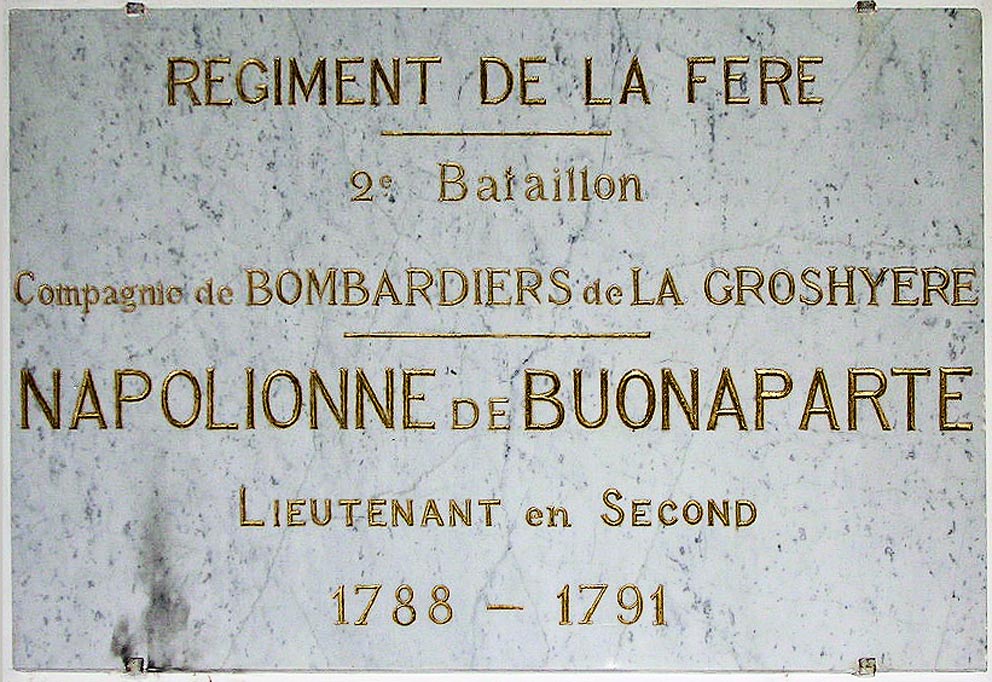 REGIMENT DE LA FERE
2e Bataillon
Compagnie de BOMBARDIERS de LA GROSHYERE
NAPOLIONNE DE BUONAPARTE
LIEUTENANT en SECOND
1788 – 1791